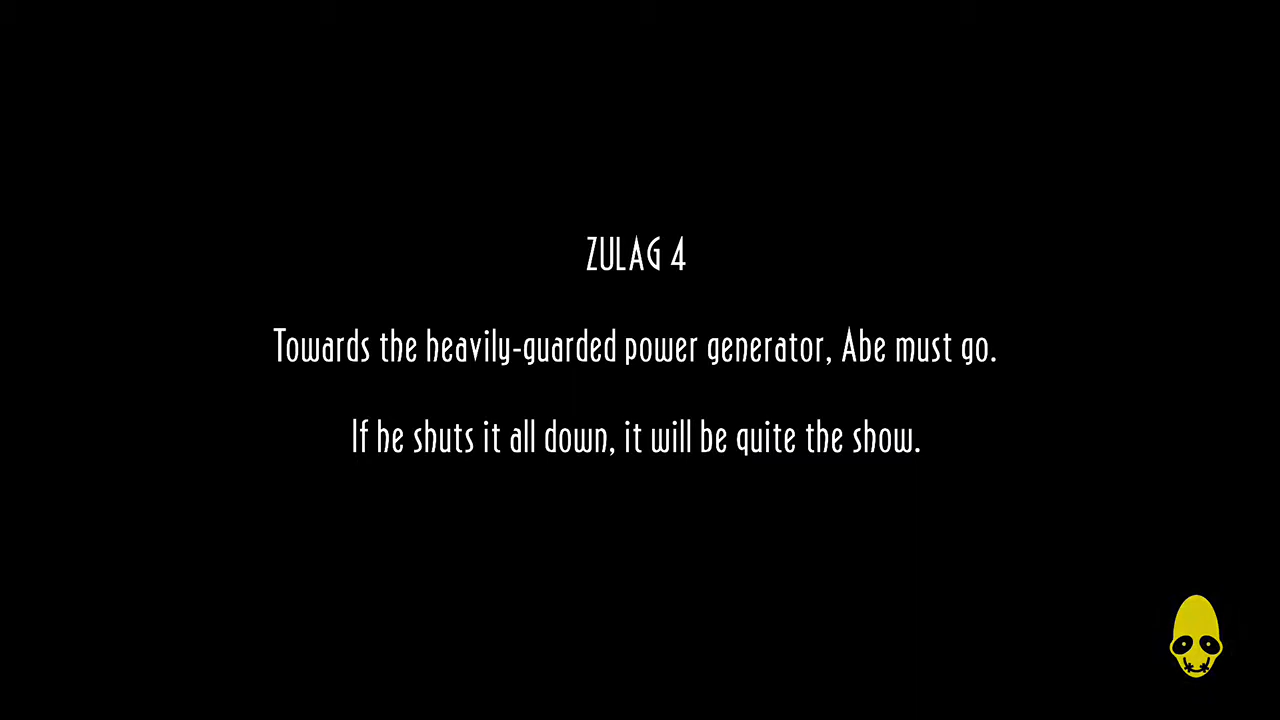 ZULAG 4
Towards the heavily-guarded power generator, Abe must go.
If he shuts it all down, it will be quite the show.